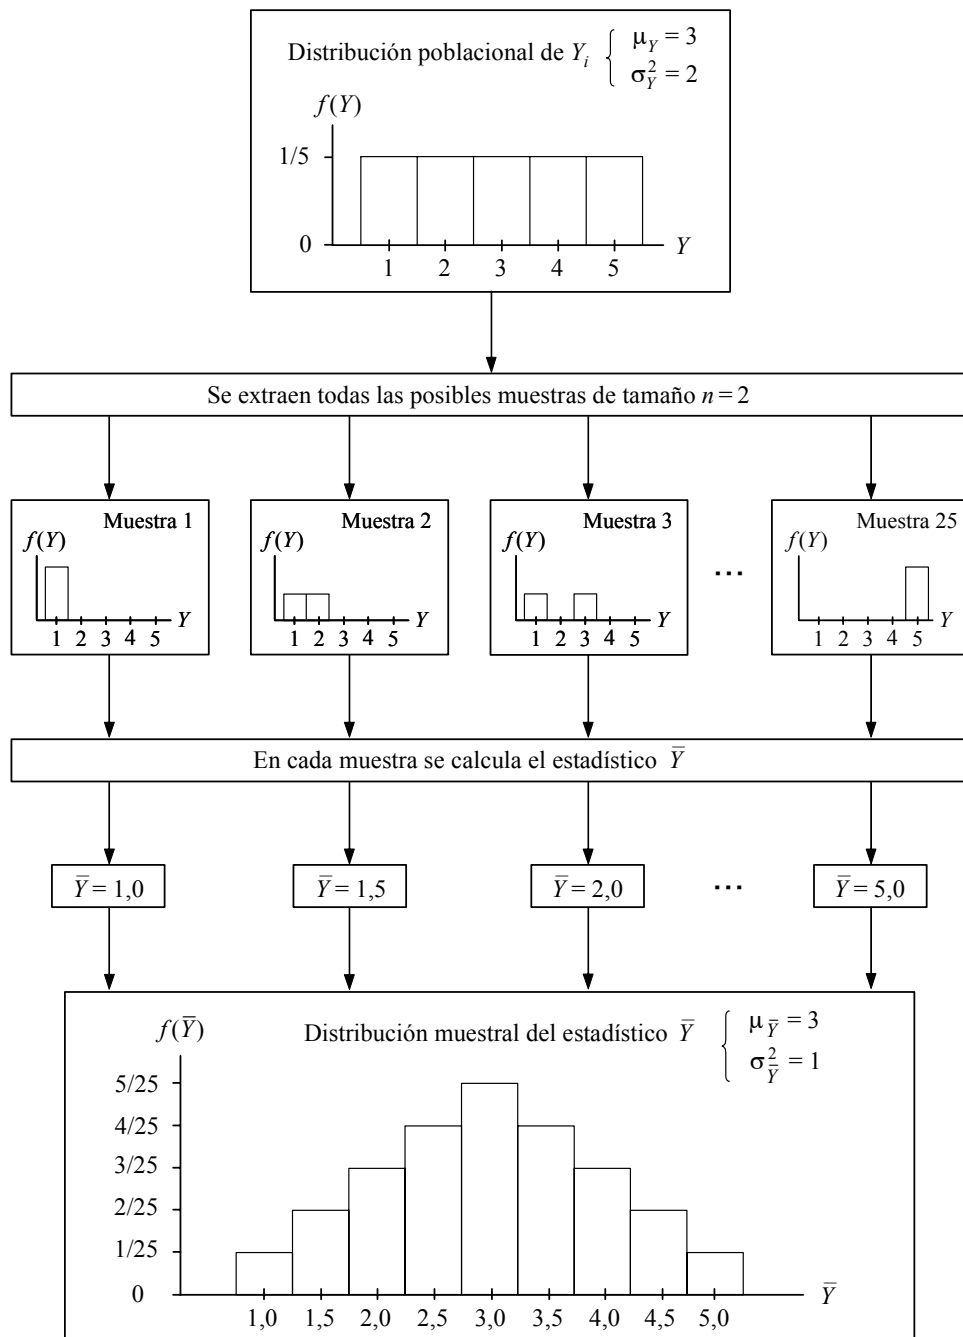 Distribución poblacional de Yᵢ { μ_Y = 3
σ²_Y = 2
f(Y)
1/5
0
Y
1 2 3 4 5
Se extraen todas las posibles muestras de tamaño n = 2
Muestra 1
f(Y)
Y
1 2 3 4 5
Muestra 2
f(Y)
Y
1 2 3 4 5
Muestra 3
f(Y)
Y
1 2 3 4 5
...
Muestra 25
f(Y)
Y
1 2 3 4 5
En cada muestra se calcula el estadístico Ȳ
Ȳ = 1,0
Ȳ = 1,5
Ȳ = 2,0
...
Ȳ = 5,0
Distribución muestral del estadístico Ȳ { μ_Ȳ = 3
σ²_Ȳ = 1
f(Ȳ)
5/25
4/25
3/25
2/25
1/25
0
Ȳ
1,0 1,5 2,0 2,5 3,0 3,5 4,0 4,5 5,0